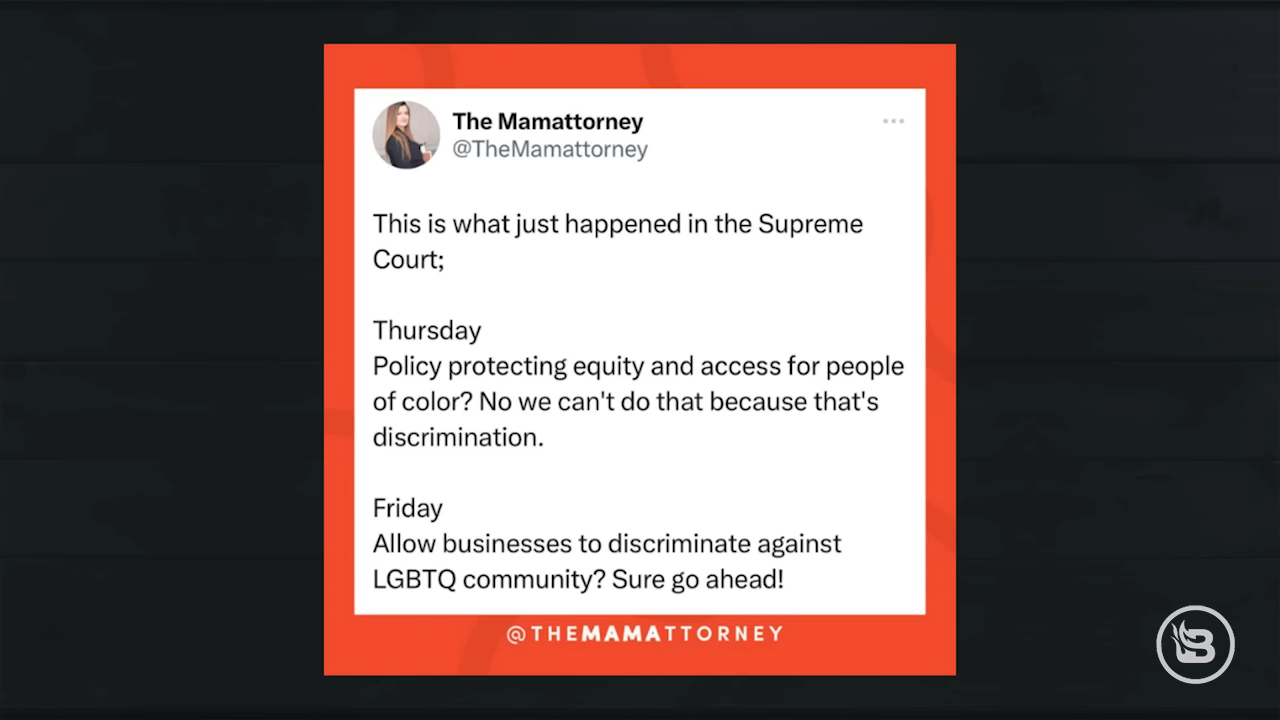 The Mamattorney
@TheMamattorney
This is what just happened in the Supreme
Court;
Thursday
Policy protecting equity and access for people
of color? No we can't do that because that's
discrimination.
Friday
Allow businesses to discriminate against
LGBTQ community? Sure go ahead!
@THEMAMATTORNEY
B